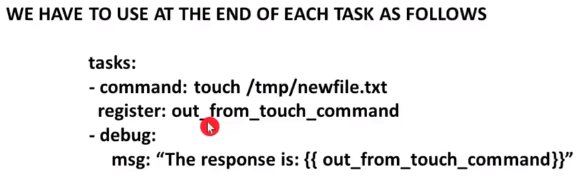 WE HAVE TO USE AT THE END OF EACH TASK AS FOLLOWS
tasks:
- command: touch /tmp/newfile.txt
register: out_from_touch_command
- debug:
msg: “The response is: {{ out_from_touch_command}}”